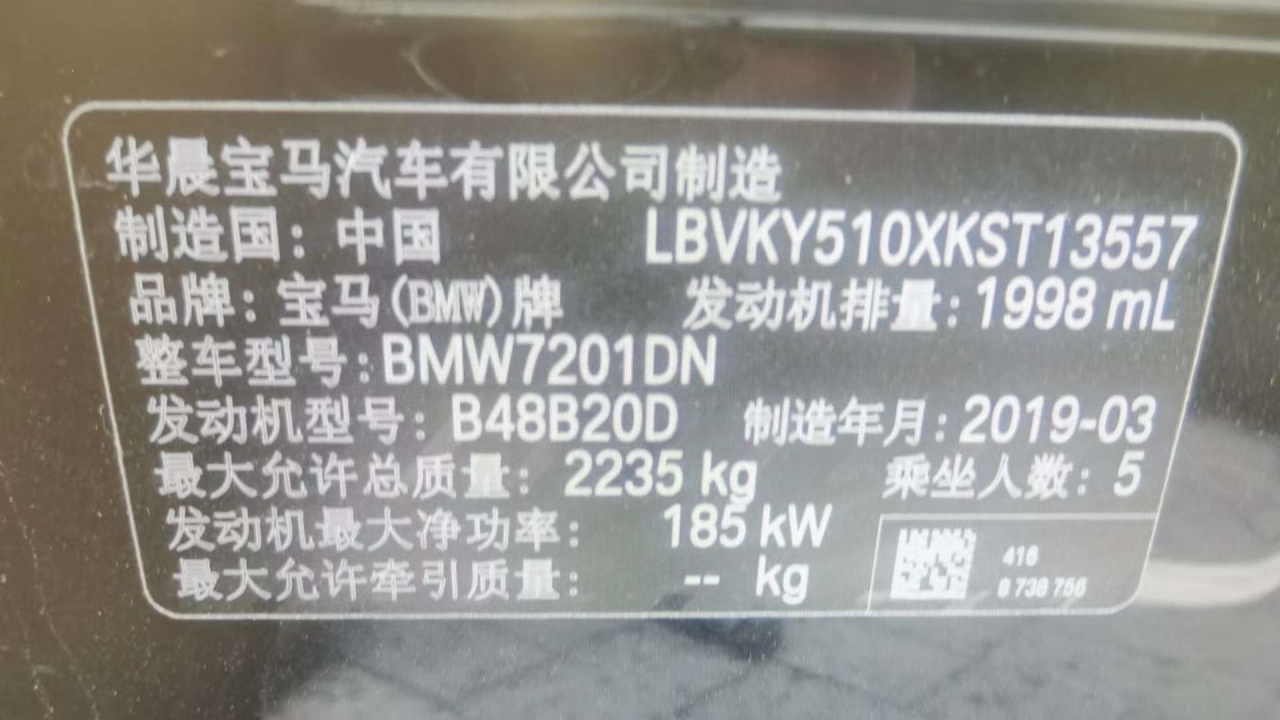 华晨宝马汽车有限公司制造
制造国：中国 LBVKY510XKST13557
品牌：宝马(BMW)牌 发动机排量：1998 mL
整车型号：BMW7201DN
发动机型号：B48B20D 制造年月：2019-03
最大允许总质量：2235 kg 乘坐人数：5
发动机最大净功率：185 kW
最大允许牵引质量：-- kg
416
8 738 756